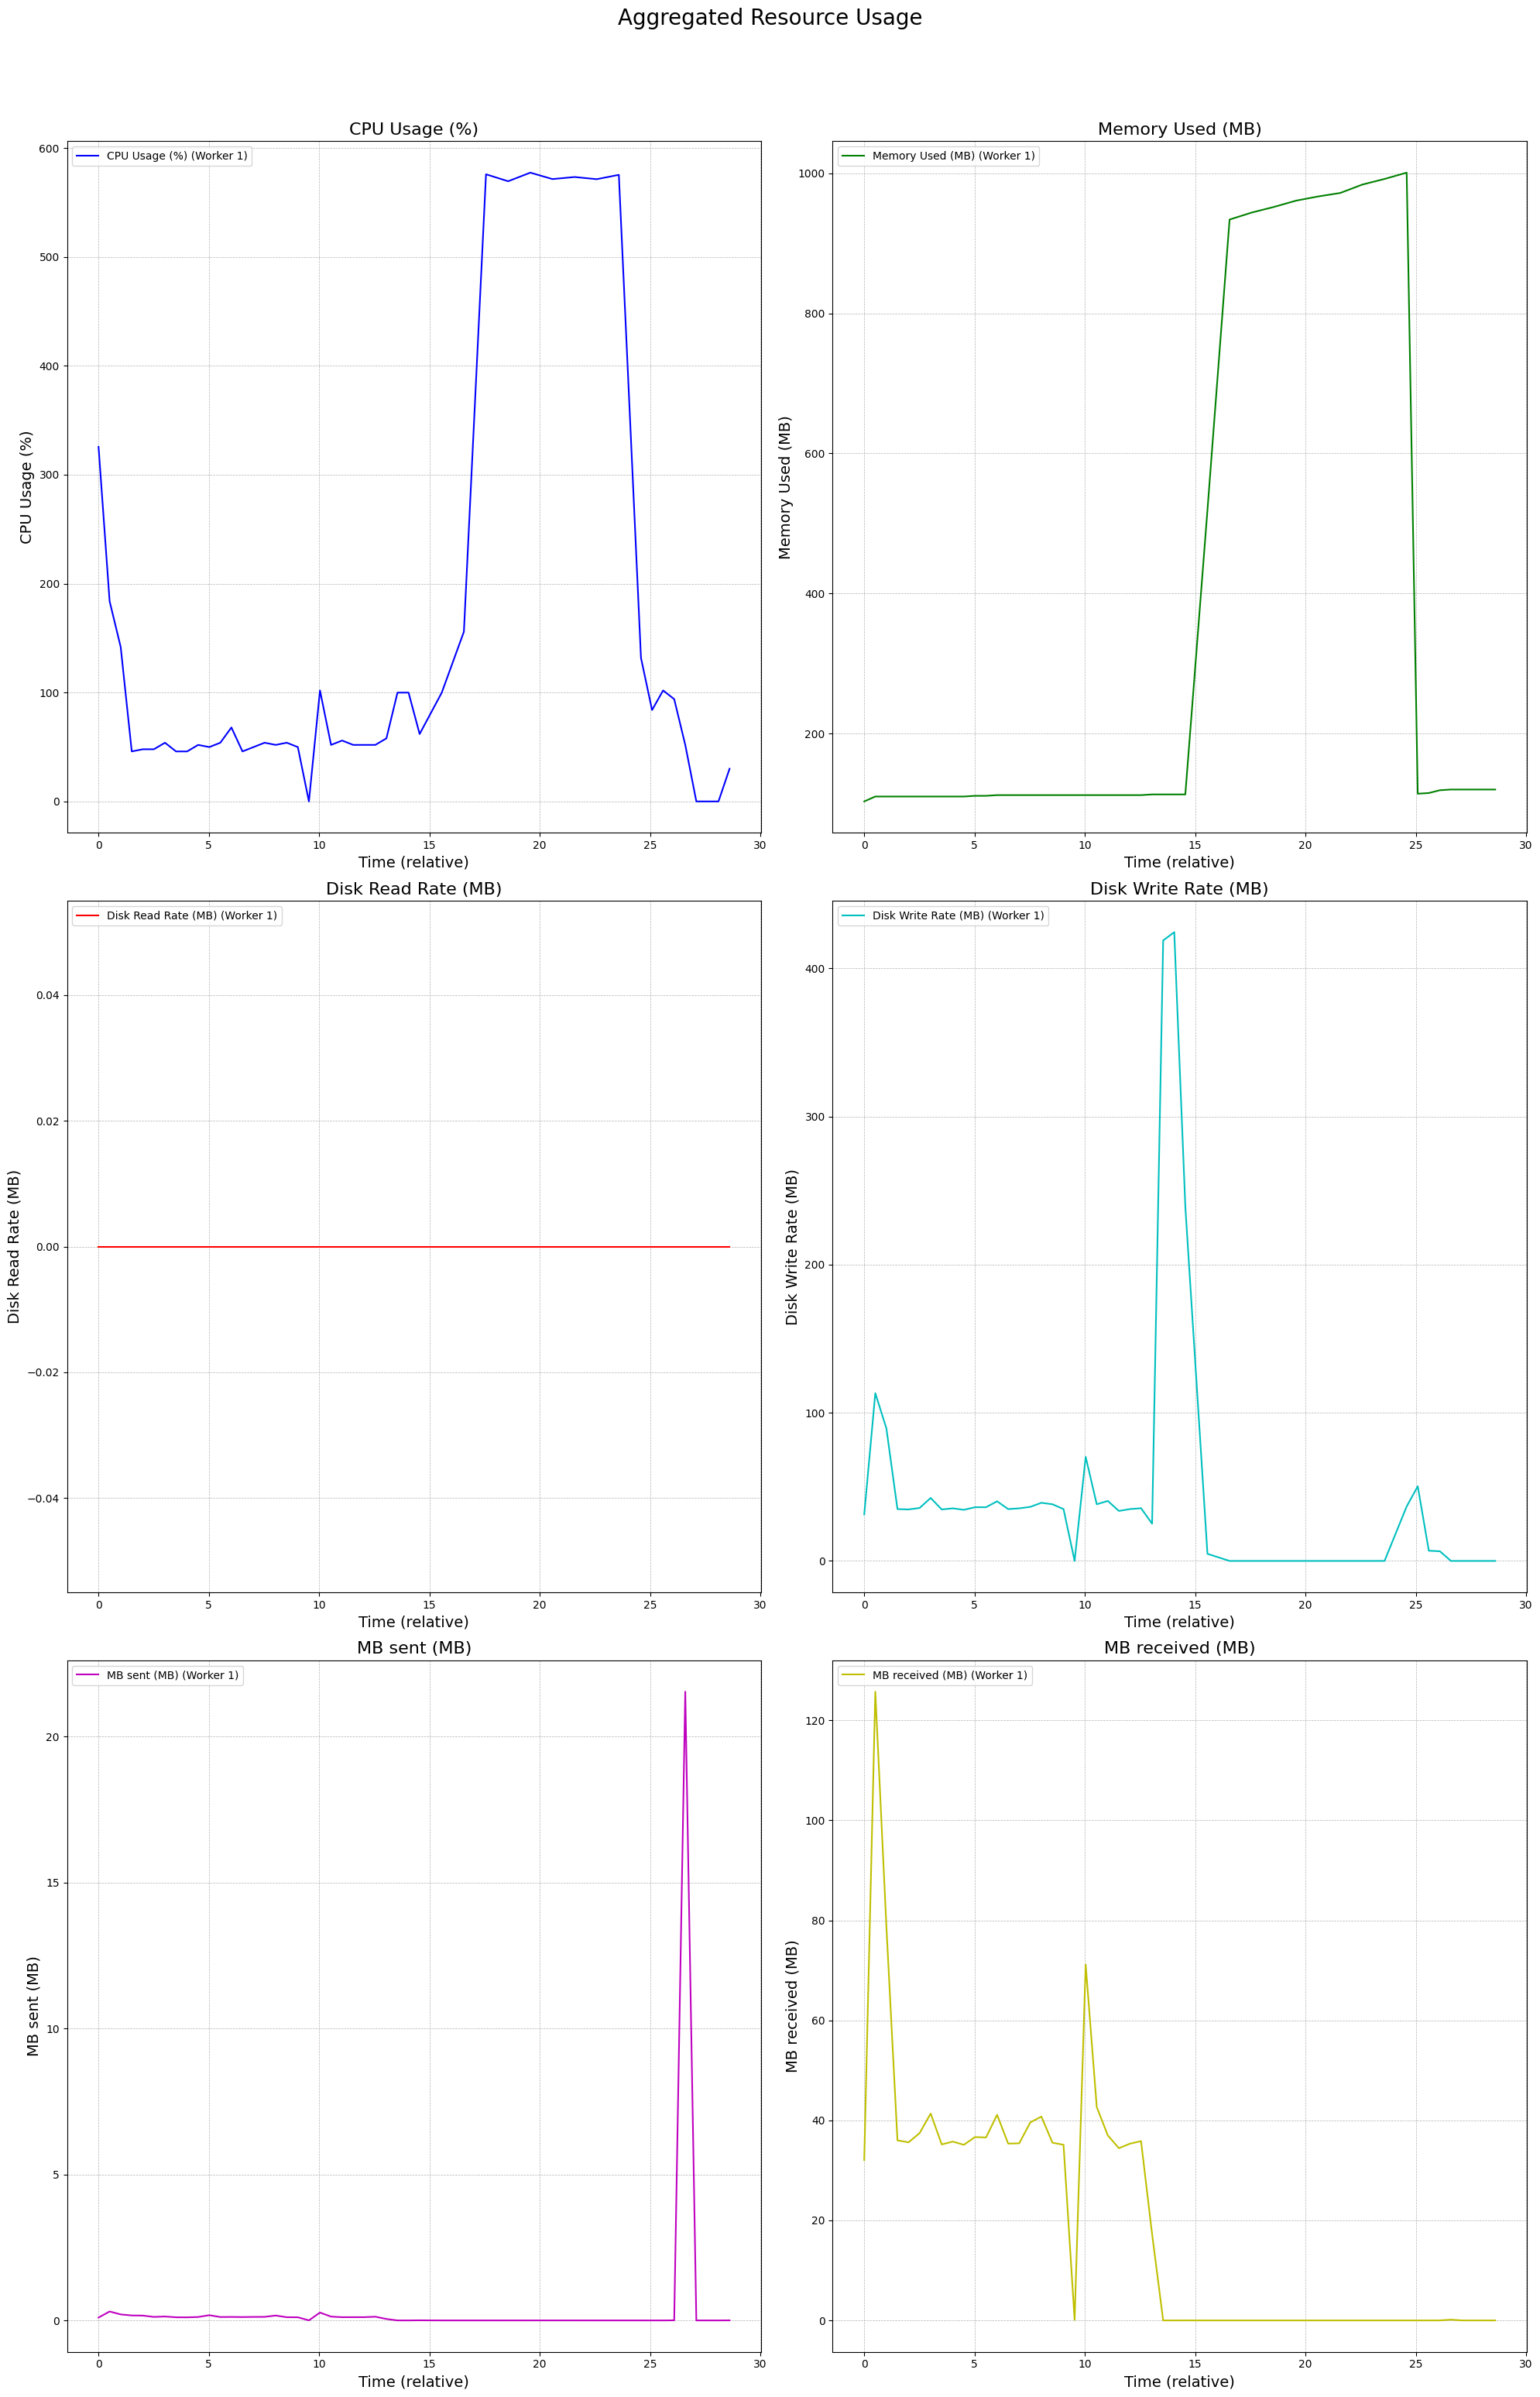 Aggregated Resource Usage
CPU Usage (%)
CPU Usage (%) (Worker 1)
600
500
400
300
200
100
0
CPU Usage (%)
0 5 10 15 20 25 30
Time (relative)
Memory Used (MB)
Memory Used (MB) (Worker 1)
1000
800
600
400
200
Memory Used (MB)
0 5 10 15 20 25 30
Time (relative)
Disk Read Rate (MB)
Disk Read Rate (MB) (Worker 1)
0.04
0.02
0.00
−0.02
−0.04
Disk Read Rate (MB)
0 5 10 15 20 25 30
Time (relative)
Disk Write Rate (MB)
Disk Write Rate (MB) (Worker 1)
400
300
200
100
0
Disk Write Rate (MB)
0 5 10 15 20 25 30
Time (relative)
MB sent (MB)
MB sent (MB) (Worker 1)
20
15
10
5
0
MB sent (MB)
0 5 10 15 20 25 30
Time (relative)
MB received (MB)
MB received (MB) (Worker 1)
120
100
80
60
40
20
0
MB received (MB)
0 5 10 15 20 25 30
Time (relative)